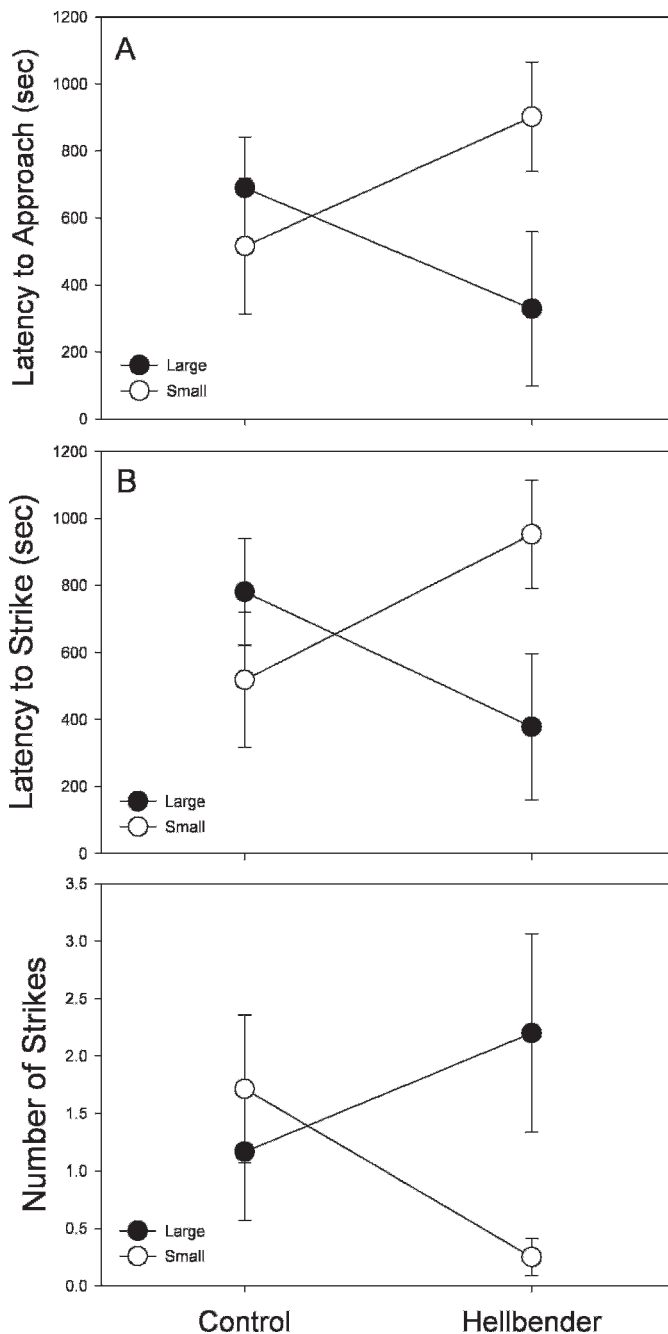 A
Latency to Approach (sec)
1200
1000
800
600
400
200
0
Large
Small
B
Latency to Strike (sec)
1200
1000
800
600
400
200
0
Large
Small
Number of Strikes
3.5
3.0
2.5
2.0
1.5
1.0
0.5
0.0
Large
Small
Control Hellbender